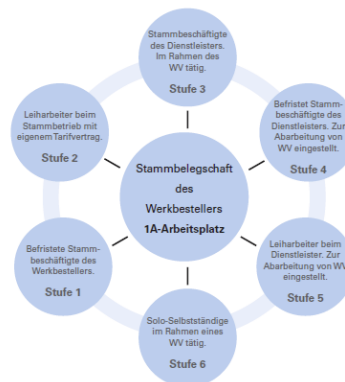 Stammbeschäftigte
des Dienstleisters.
Im Rahmen des
WV tätig.
Stufe 3
Leiharbeiter beim
Stammbetrieb mit
eigenem Tarifvertrag.
Stufe 2
Befristet Stamm-
beschäftigte des
Dienstleisters. Zur
Abarbeitung von
WV eingestellt.
Stufe 4
Stammbelegschaft
des
Werkbestellers
1A-Arbeitsplatz
Befristete Stamm-
beschäftigte des
Werkbestellers.
Stufe 1
Leiharbeiter beim
Dienstleister. Zur
Abarbeitung von WV
eingestellt.
Stufe 5
Solo-Selbstständige
im Rahmen eines
WV tätig.
Stufe 6